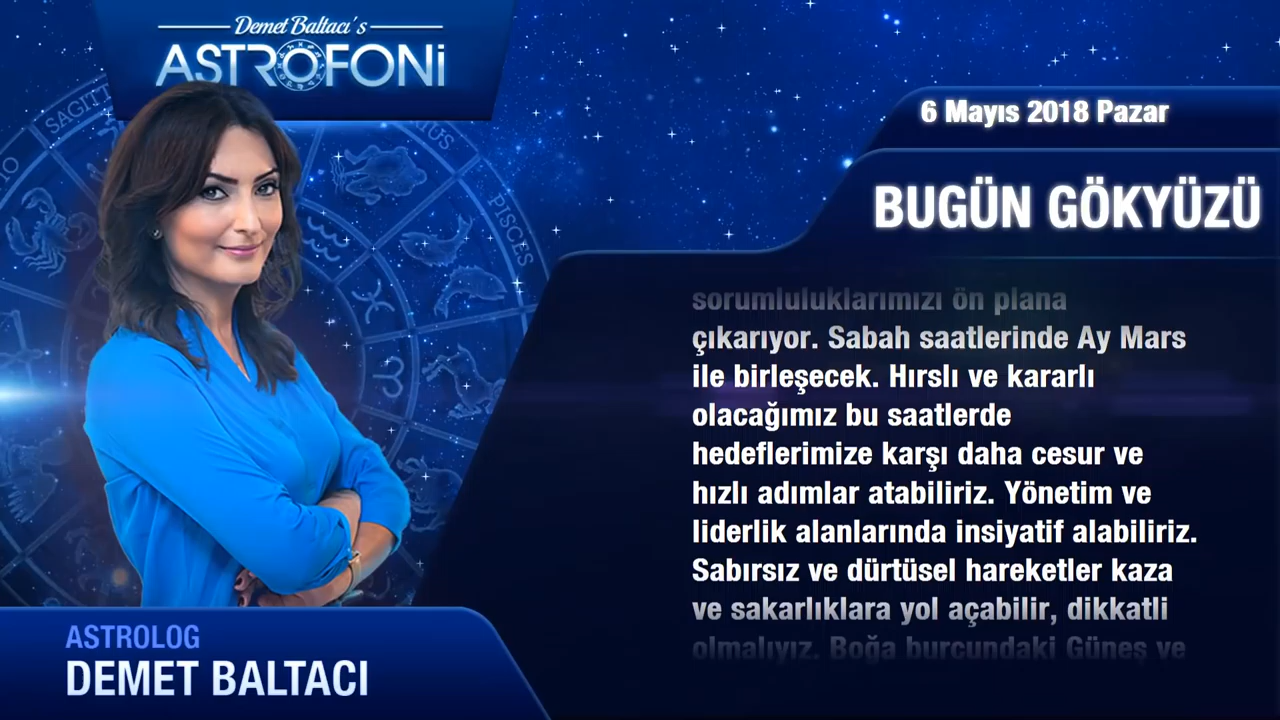 Demet Baltacı's
ASTROFONİ
SAGITT
PISCES
6 Mayıs 2018 Pazar
BUGÜN GÖKYÜZÜ
sorumluluklarımızı ön plana
çıkarıyor. Sabah saatlerinde Ay Mars
ile birleşecek. Hırslı ve kararlı
olacağımız bu saatlerde
hedeflerimize karşı daha cesur ve
hızlı adımlar atabiliriz. Yönetim ve
liderlik alanlarında insiyatif alabiliriz.
Sabırsız ve dürtüsel hareketler kaza
ve sakarlıklara yol açabilir, dikkatli
olmalıyız. Boğa burcundaki Güneş ve
ASTROLOG
DEMET BALTACI